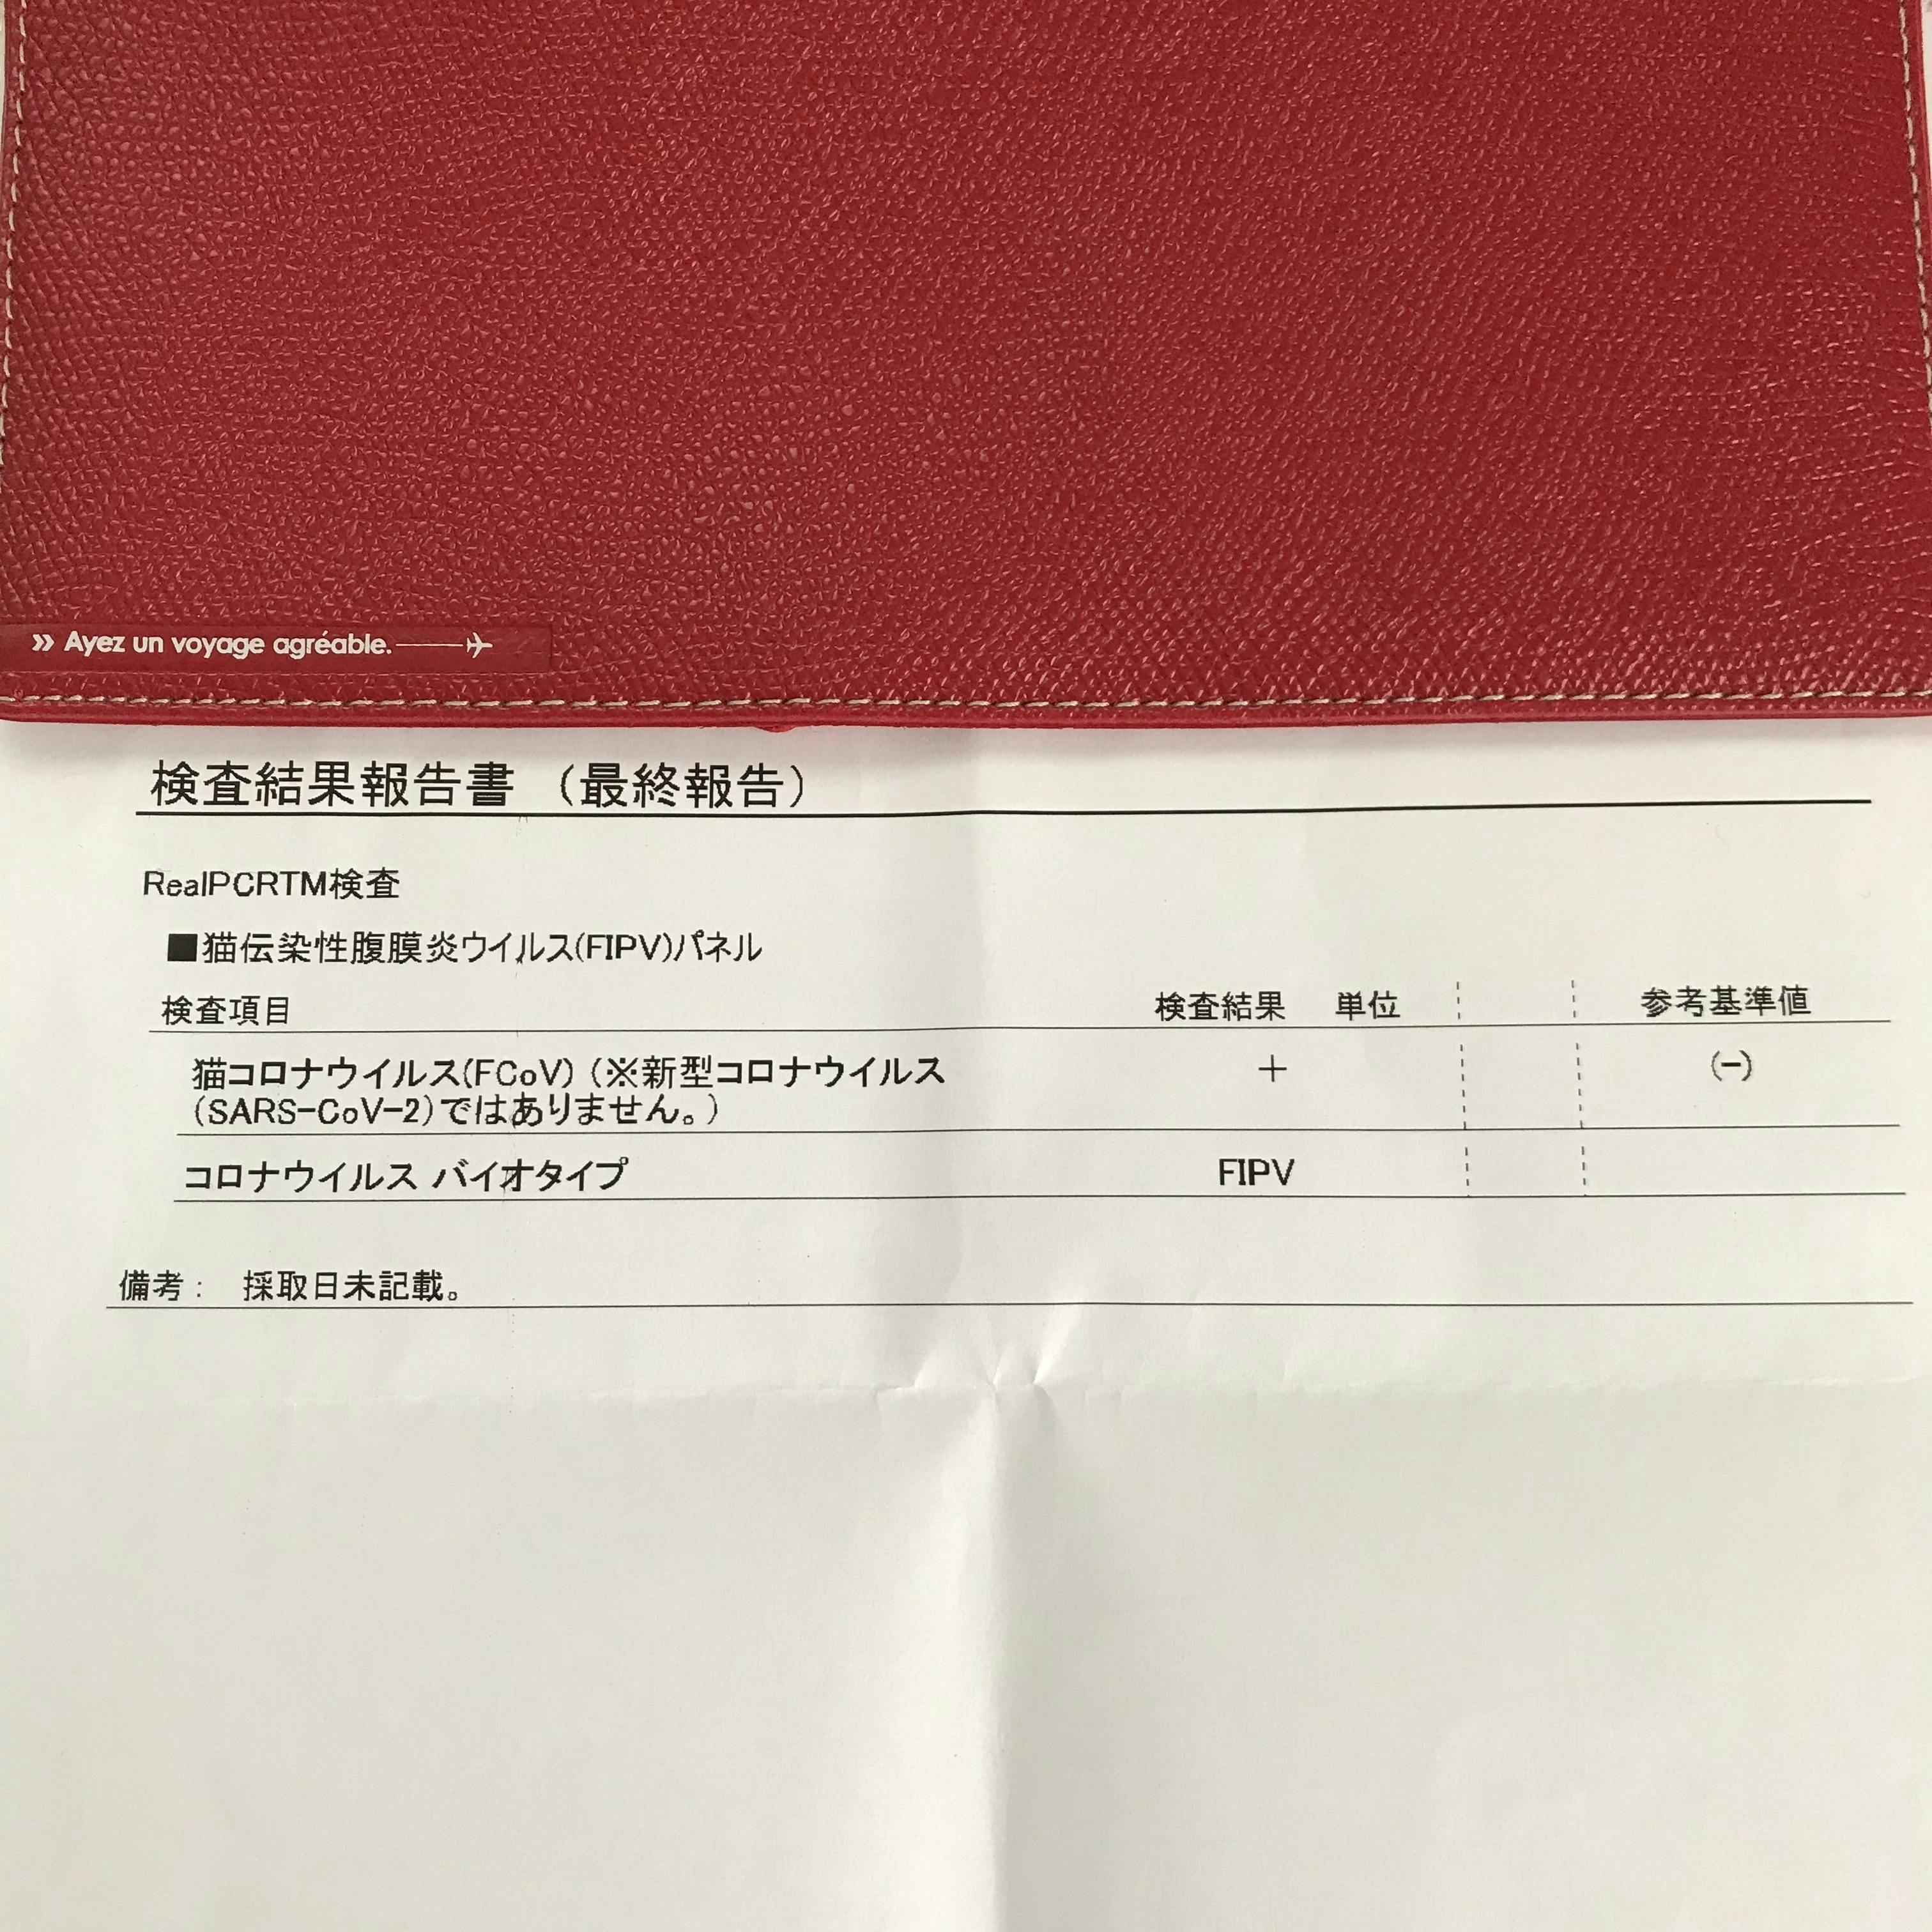 » Ayez un voyage agréable.
検査結果報告書 (最終報告)
RealPCRTM検査
■猫伝染性腹膜炎ウイルス(FIPV)パネル
検査項目 検査結果 単位 参考基準値
猫コロナウイルス(FCoV) (※新型コロナウイルス + (-)
(SARS-CoV-2)ではありません。)
コロナウイルス バイオタイプ FIPV
備考: 採取日未記載。